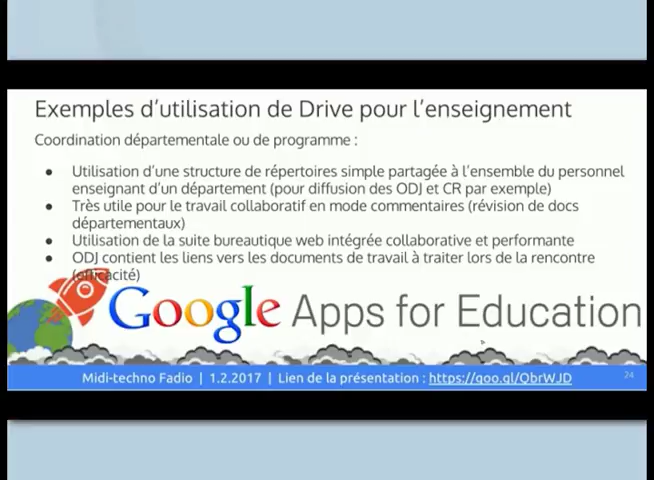 Exemples d'utilisation de Drive pour l'enseignement
Coordination départementale ou de programme :
● Utilisation d'une structure de répertoires simple partagée à l'ensemble du personnel
enseignant d'un département (pour diffusion des ODJ et CR par exemple)
● Très utile pour le travail collaboratif en mode commentaires (révision de docs
départementaux)
● Utilisation de la suite bureautique web intégrée collaborative et performante
● ODJ contient les liens vers les documents de travail à traiter lors de la rencontre
(efficacité)
Google Apps for Education
Midi-techno Fadio | 1.2.2017 | Lien de la présentation : https://goo.gl/QbrWJD
24